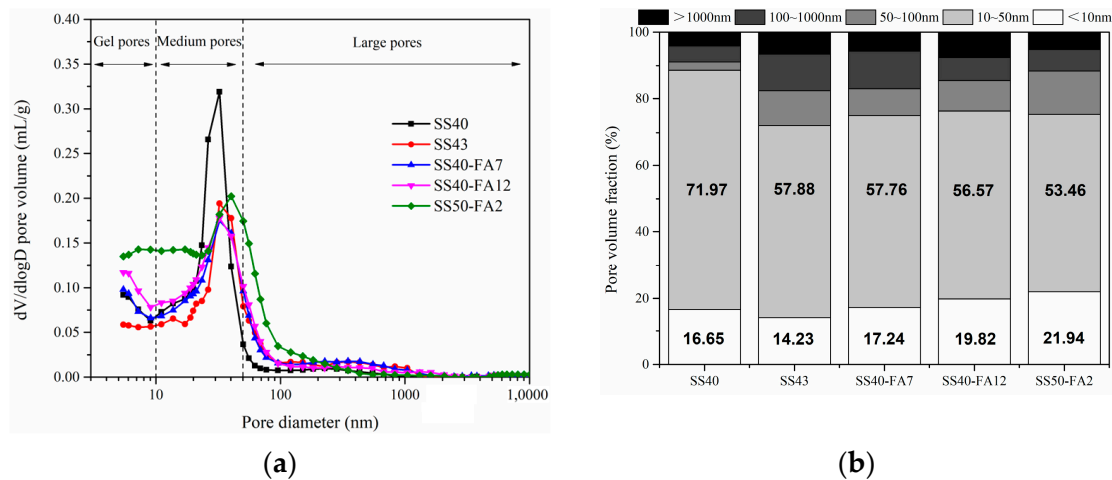 0.40
0.35
0.30
0.25
0.20
0.15
0.10
0.05
0.00
dV/dlogD pore volume (mL/g)
Gel pores
Medium pores
Large pores
SS40
SS43
SS40-FA7
SS40-FA12
SS50-FA2
10
100
1000
1,0000
Pore diameter (nm)
(a)
>1000nm
100~1000nm
50~100nm
10~50nm
<10nm
100
80
60
40
20
0
Pore volume fraction (%)
71.97
57.88
57.76
56.57
53.46
16.65
14.23
17.24
19.82
21.94
SS40
SS43
SS40-FA7
SS40-FA12
SS50-FA2
(b)